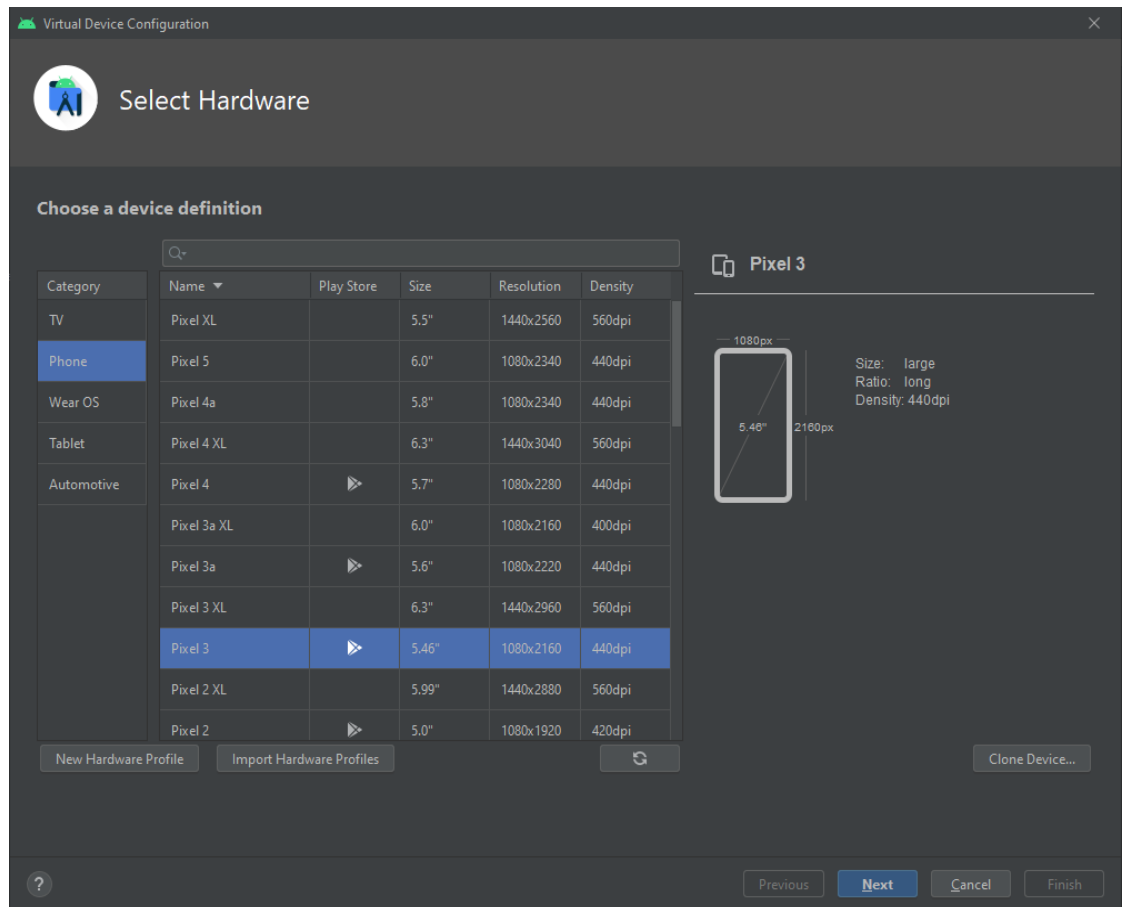 Virtual Device Configuration
Select Hardware
Choose a device definition
Category
TV
Phone
Wear OS
Tablet
Automotive
Name Play Store Size Resolution Density
Pixel XL 5.5" 1440x2560 560dpi
Pixel 5 6.0" 1080x2340 440dpi
Pixel 4a 5.8" 1080x2340 440dpi
Pixel 4 XL 6.3" 1440x3040 560dpi
Pixel 4 5.7" 1080x2280 440dpi
Pixel 3a XL 6.0" 1080x2160 400dpi
Pixel 3a 5.6" 1080x2220 440dpi
Pixel 3 XL 6.3" 1440x2960 560dpi
Pixel 3 5.46" 1080x2160 440dpi
Pixel 2 XL 5.99" 1440x2880 560dpi
Pixel 2 5.0" 1080x1920 420dpi
Pixel 3
1080px
5.46" 2160px
Size: large
Ratio: long
Density: 440dpi
New Hardware Profile Import Hardware Profiles Clone Device...
? Previous Next Cancel Finish